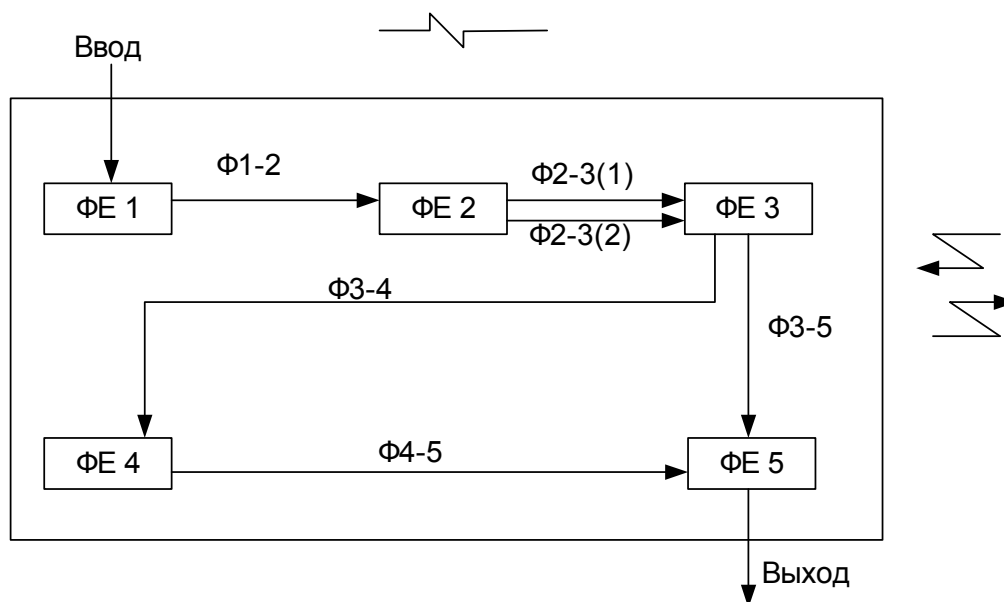 Ввод
Ф1-2
Ф2-3(1)
ФЕ 1
ФЕ 2
ФЕ 3
Ф2-3(2)
Ф3-4
Ф3-5
Ф4-5
ФЕ 4
ФЕ 5
Выход